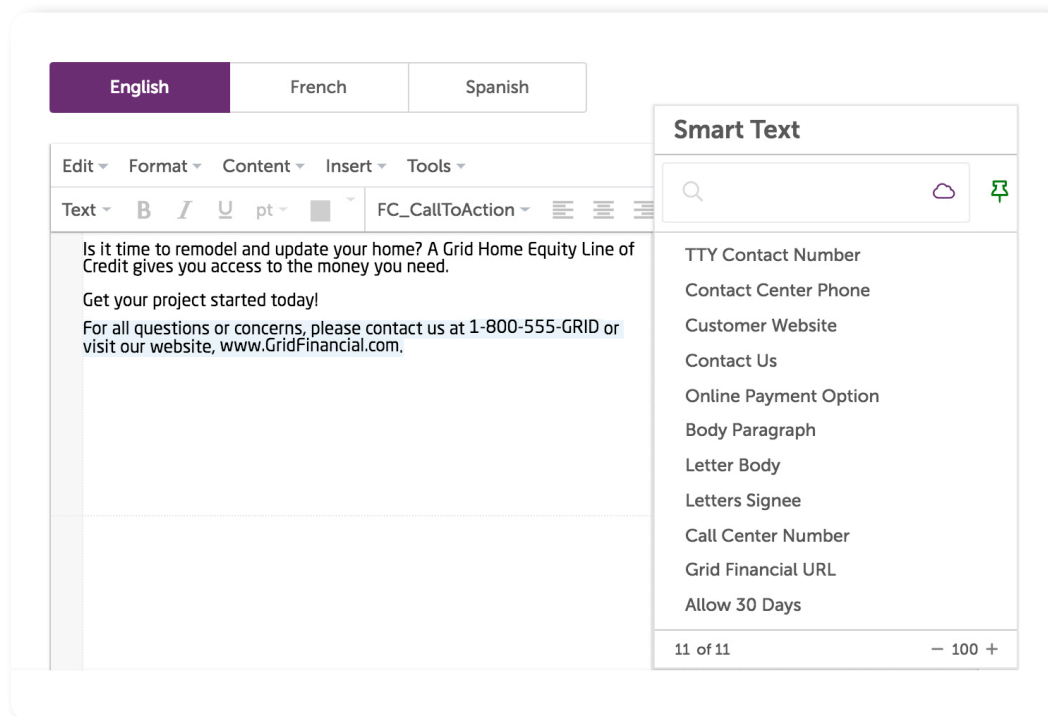 English French Spanish
Edit Format Content Insert Tools
Text B I U pt FC_CallToAction
Is it time to remodel and update your home? A Grid Home Equity Line of
Credit gives you access to the money you need.
Get your project started today!
For all questions or concerns, please contact us at 1-800-555-GRID or
visit our website, www.GridFinancial.com.
Smart Text
TTY Contact Number
Contact Center Phone
Customer Website
Contact Us
Online Payment Option
Body Paragraph
Letter Body
Letters Signee
Call Center Number
Grid Financial URL
Allow 30 Days
11 of 11 − 100 +